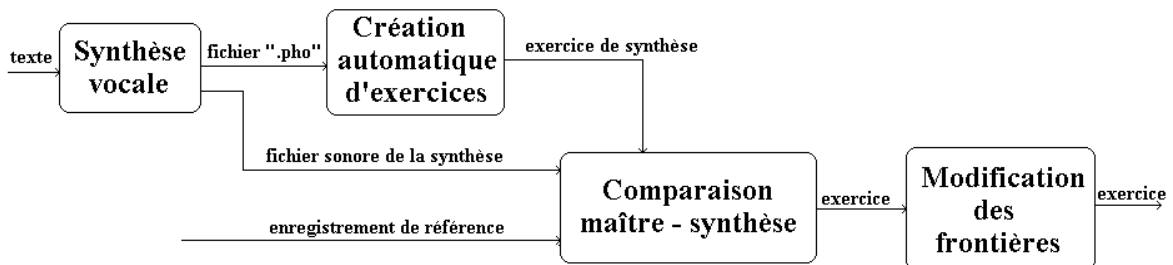 texte
Synthèse
vocale
fichier ".pho"
Création
automatique
d'exercices
exercice de synthèse
fichier sonore de la synthèse
enregistrement de référence
Comparaison
maître - synthèse
exercice
Modification
des
frontières
exercice